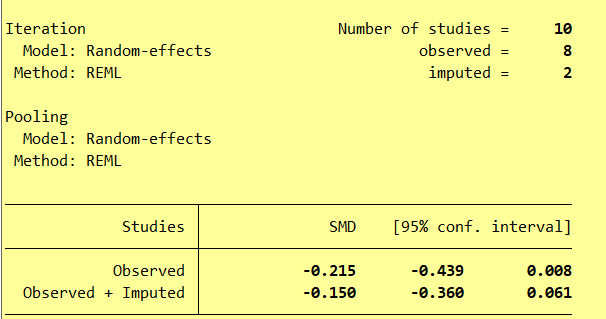 Iteration Number of studies = 10
Model: Random-effects observed = 8
Method: REML imputed = 2
Pooling
Model: Random-effects
Method: REML
Studies SMD [95% conf. interval]
Observed -0.215 -0.439 0.008
Observed + Imputed -0.150 -0.360 0.061